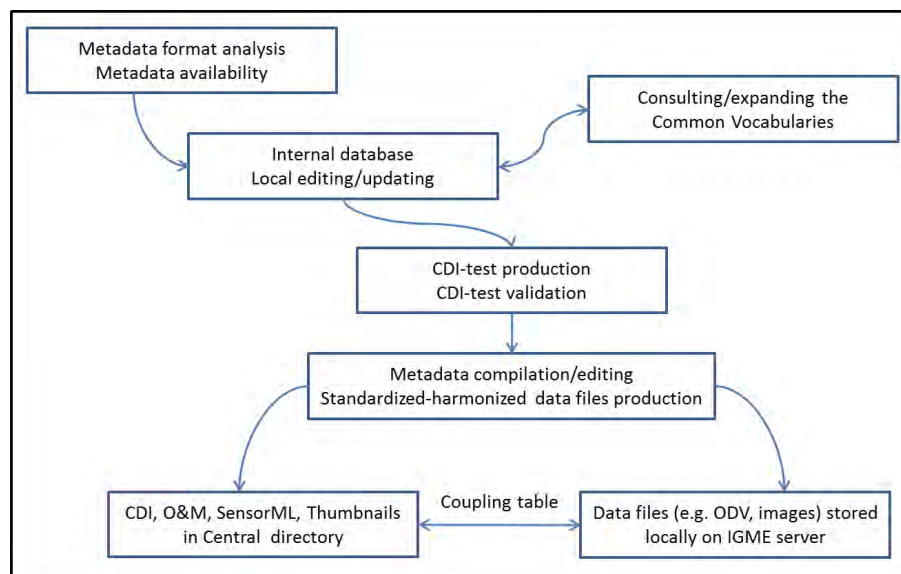 Metadata format analysis
Metadata availability
Consulting/expanding the
Common Vocabularies
Internal database
Local editing/updating
CDI-test production
CDI-test validation
Metadata compilation/editing
Standardized-harmonized data files production
CDI, O&M, SensorML, Thumbnails
in Central directory
Coupling table
Data files (e.g. ODV, images) stored
locally on IGME server